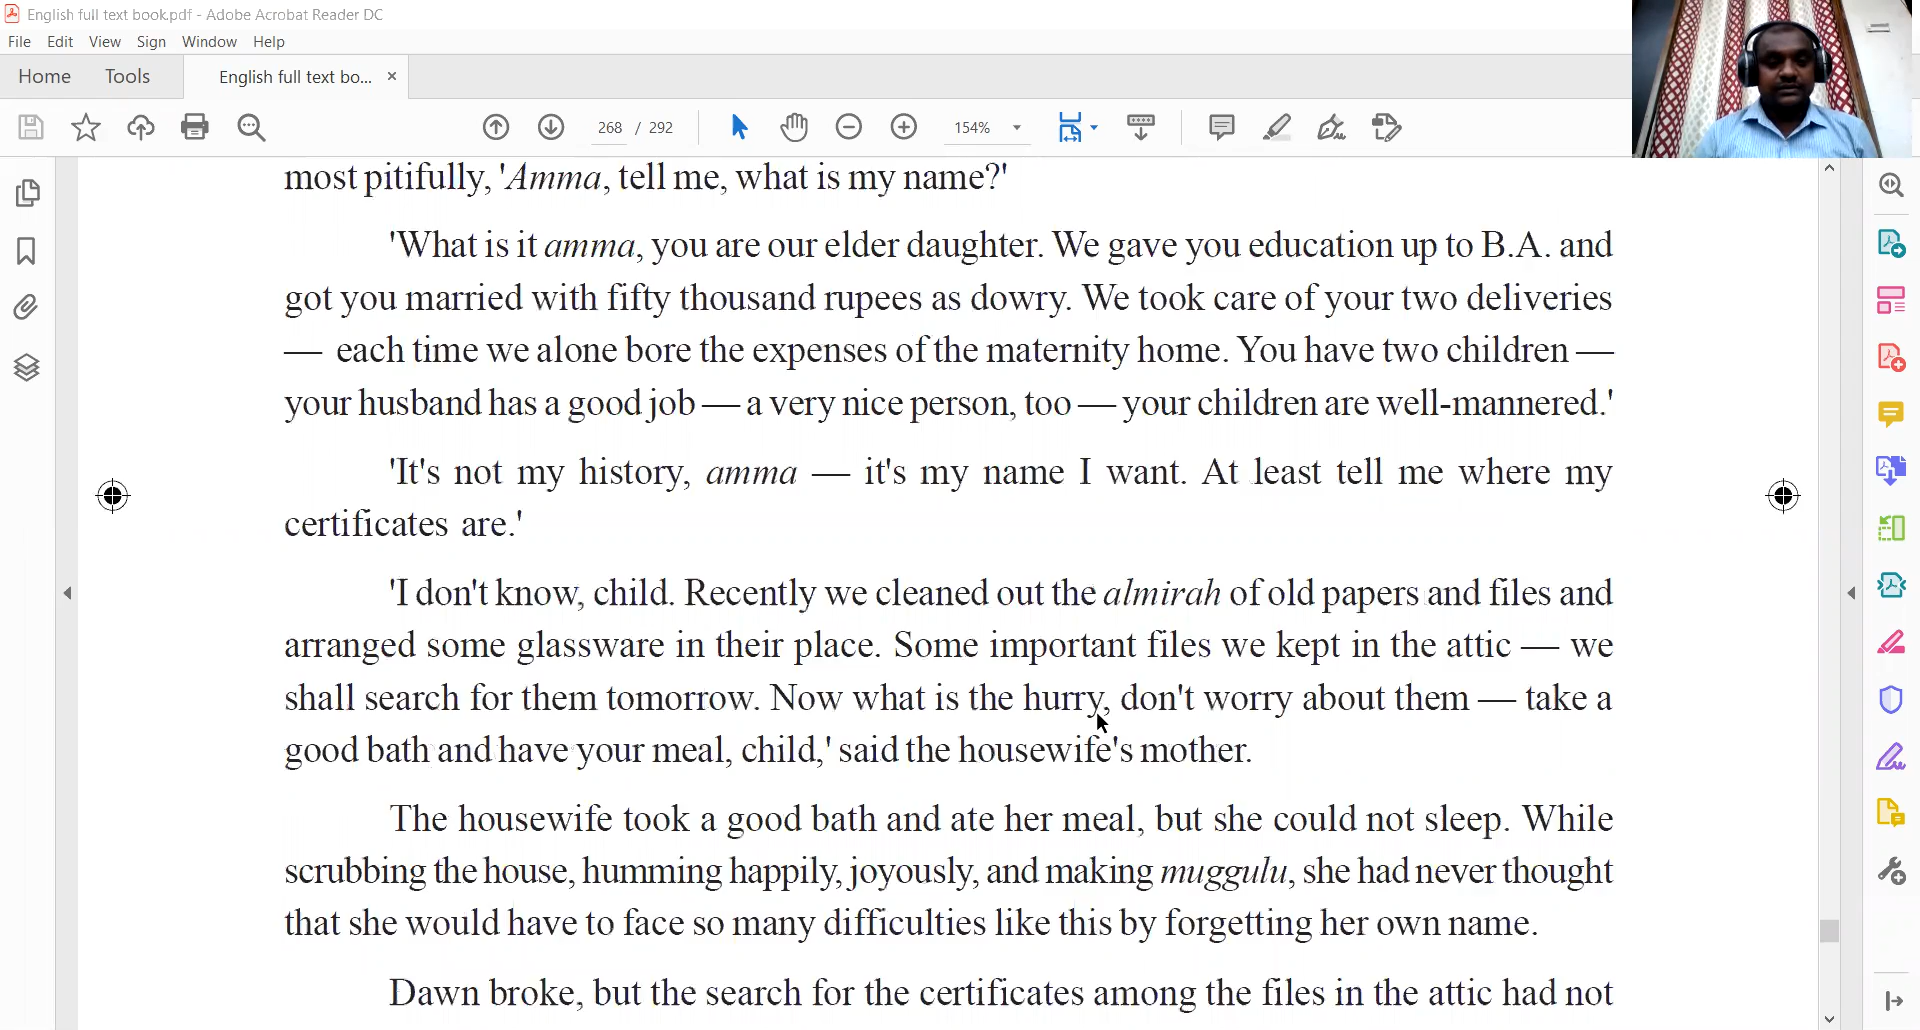 English full text book.pdf - Adobe Acrobat Reader DC
File Edit View Sign Window Help
Home Tools English full text bo... ×
268 / 292 154%
most pitifully, 'Amma, tell me, what is my name?'
'What is it amma, you are our elder daughter. We gave you education up to B.A. and
got you married with fifty thousand rupees as dowry. We took care of your two deliveries
— each time we alone bore the expenses of the maternity home. You have two children —
your husband has a good job — a very nice person, too — your children are well-mannered.'
'It's not my history, amma — it's my name I want. At least tell me where my
certificates are.'
'I don't know, child. Recently we cleaned out the almirah of old papers and files and
arranged some glassware in their place. Some important files we kept in the attic — we
shall search for them tomorrow. Now what is the hurry, don't worry about them — take a
good bath and have your meal, child,' said the housewife's mother.
The housewife took a good bath and ate her meal, but she could not sleep. While
scrubbing the house, humming happily, joyously, and making muggulu, she had never thought
that she would have to face so many difficulties like this by forgetting her own name.
Dawn broke, but the search for the certificates among the files in the attic had not